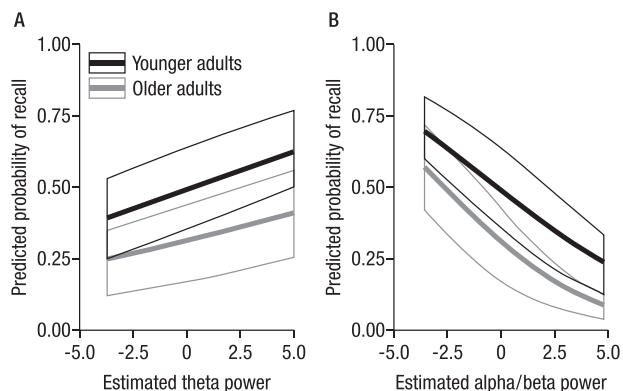 A
Predicted probability of recall
1.00
0.75
0.50
0.25
0.00
-5.0 -2.5 0 2.5 5.0
Estimated theta power
Younger adults
Older adults
B
Predicted probability of recall
1.00
0.75
0.50
0.25
0.00
-5.0 -2.5 0 2.5 5.0
Estimated alpha/beta power